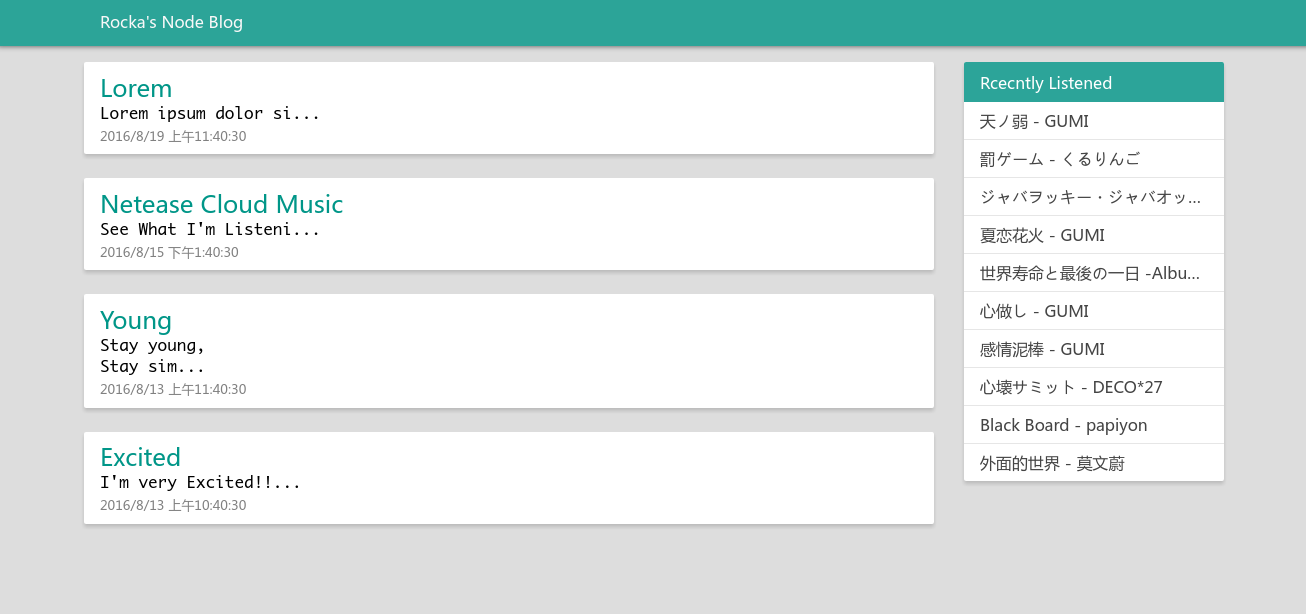 Rocka's Node Blog
Lorem
Lorem ipsum dolor si...
2016/8/19 上午11:40:30
Netease Cloud Music
See What I'm Listeni...
2016/8/15 下午1:40:30
Young
Stay young,
Stay sim...
2016/8/13 上午11:40:30
Excited
I'm very Excited!!...
2016/8/13 上午10:40:30
Rcecntly Listened
天ノ弱 - GUMI
罰ゲーム - くるりんご
ジャバヲッキー・ジャバオッ...
夏恋花火 - GUMI
世界寿命と最後の一日 -Albu...
心做し - GUMI
感情泥棒 - GUMI
心壊サミット - DECO*27
Black Board - papiyon
外面的世界 - 莫文蔚